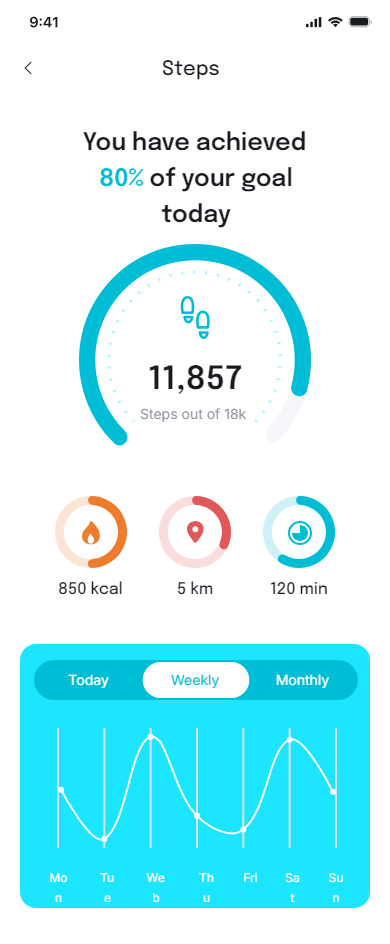 9:41
Steps
You have achieved
80% of your goal
today
11,857
Steps out of 18k
850 kcal
5 km
120 min
Today
Weekly
Monthly
Mo Tu We Th Fri Sa Su
n e b u t n